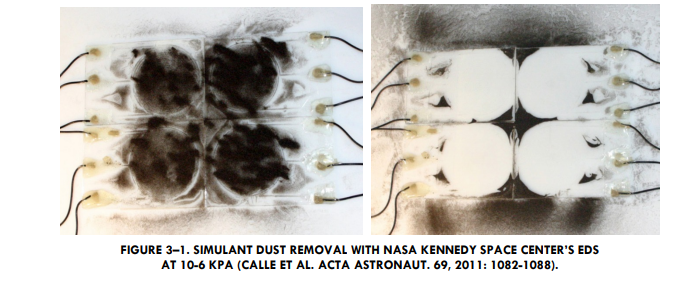 FIGURE 3–1. SIMULANT DUST REMOVAL WITH NASA KENNEDY SPACE CENTER'S EDS
AT 10-6 KPA (CALLE ET AL. ACTA ASTRONAUT. 69, 2011: 1082-1088).